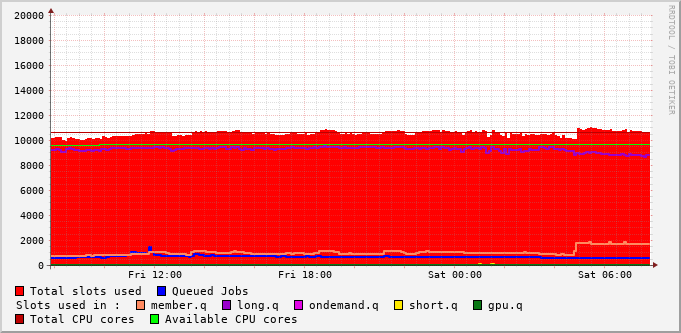 20000
18000
16000
14000
12000
10000
8000
6000
4000
2000
0
Fri 12:00 Fri 18:00 Sat 00:00 Sat 06:00
RRDTOOL / TOBI OETIKER
Total slots used Queued Jobs
Slots used in : member.q long.q ondemand.q short.q gpu.q
Total CPU cores Available CPU cores